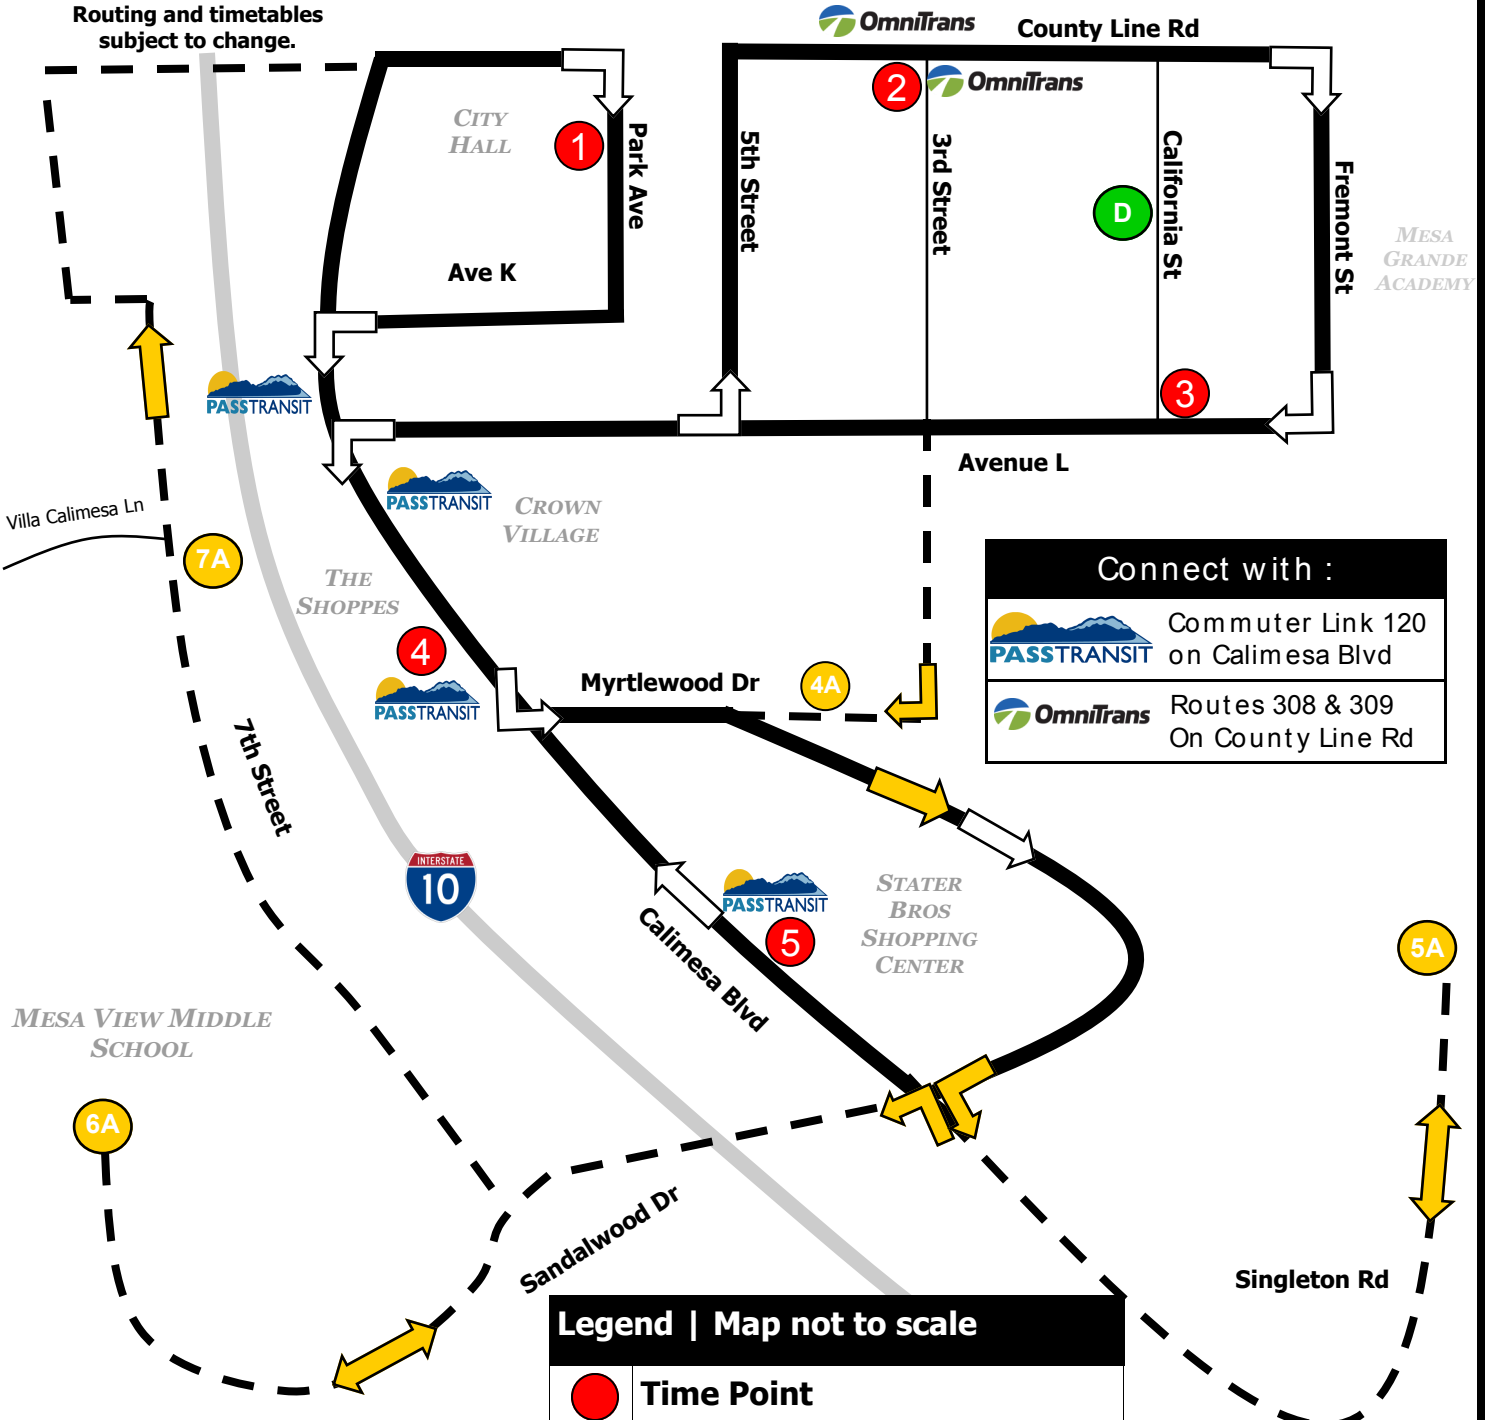 Routing and timetables
subject to change.
OmniTrans
County Line Rd
CITY
HALL
1
Park Ave
Ave K
5th Street
2
OmniTrans
3rd Street
D
California St
Fremont St
MESA
GRANDE
ACADEMY
3
PASSTRANSIT
Avenue L
PASSTRANSIT
CROWN
VILLAGE
Villa Calimesa Ln
7A
THE
SHOPPES
4
PASSTRANSIT
Myrtlewood Dr
4A
Connect with :
PASSTRANSIT
Commuter Link 120
on Calimesa Blvd
OmniTrans
Routes 308 & 309
On County Line Rd
7th Street
INTERSTATE
10
PASSTRANSIT
5
Calimesa Blvd
STATER
BROS
SHOPPING
CENTER
5A
MESA VIEW MIDDLE
SCHOOL
6A
Sandalwood Dr
Singleton Rd
Legend | Map not to scale
Time Point